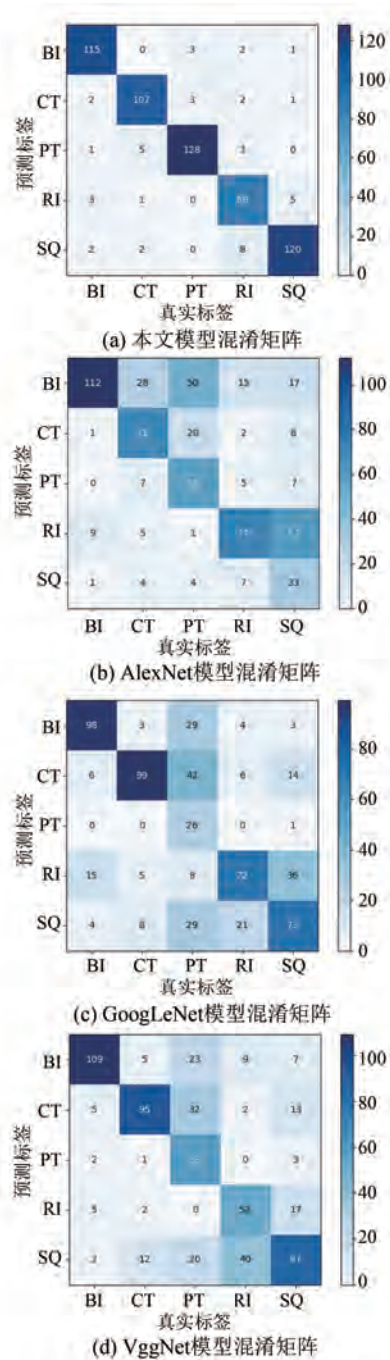 BI 115 0 3 2 1
CT 2 107 3 2 1
PT 1 5 128 3 0
RI 3 1 0 88 5
SQ 2 2 0 8 120
BI CT PT RI SQ
预测标签
真实标签
120
100
80
60
40
20
0
(a) 本文模型混淆矩阵
BI 112 28 50 15 17
CT 1 71 20 2
PT 0 7 5 7
RI 9 5 1
SQ 1 4 4 7 23
BI CT PT RI SQ
预测标签
真实标签
100
80
60
40
20
0
(b) AlexNet模型混淆矩阵
BI 98 3 29 4 3
CT 6 99 42 6 14
PT 0 0 26 0 1
RI 15 5 8 72 36
SQ 4 8 29 21 73
BI CT PT RI SQ
预测标签
真实标签
80
60
40
20
0
(c) GoogLeNet模型混淆矩阵
BI 109 5 23 9 7
CT 5 95 32 2 13
PT 2 1 0 3
RI 5 2 0 52 17
SQ 2 12 20 40 87
BI CT PT RI SQ
预测标签
真实标签
100
80
60
40
20
0
(d) VggNet模型混淆矩阵